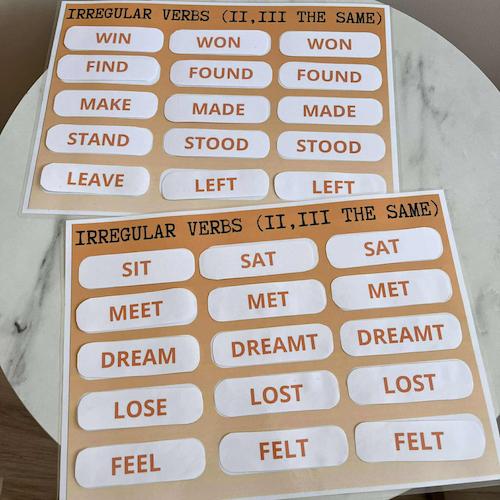 IRREGULAR VERBS (II,III THE SAME)
WIN WON WON
FIND FOUND FOUND
MAKE MADE MADE
STAND STOOD STOOD
LEAVE LEFT LEFT
IRREGULAR VERBS (II,III THE SAME)
SIT SAT SAT
MEET MET MET
DREAM DREAMT DREAMT
LOSE LOST LOST
FEEL FELT FELT